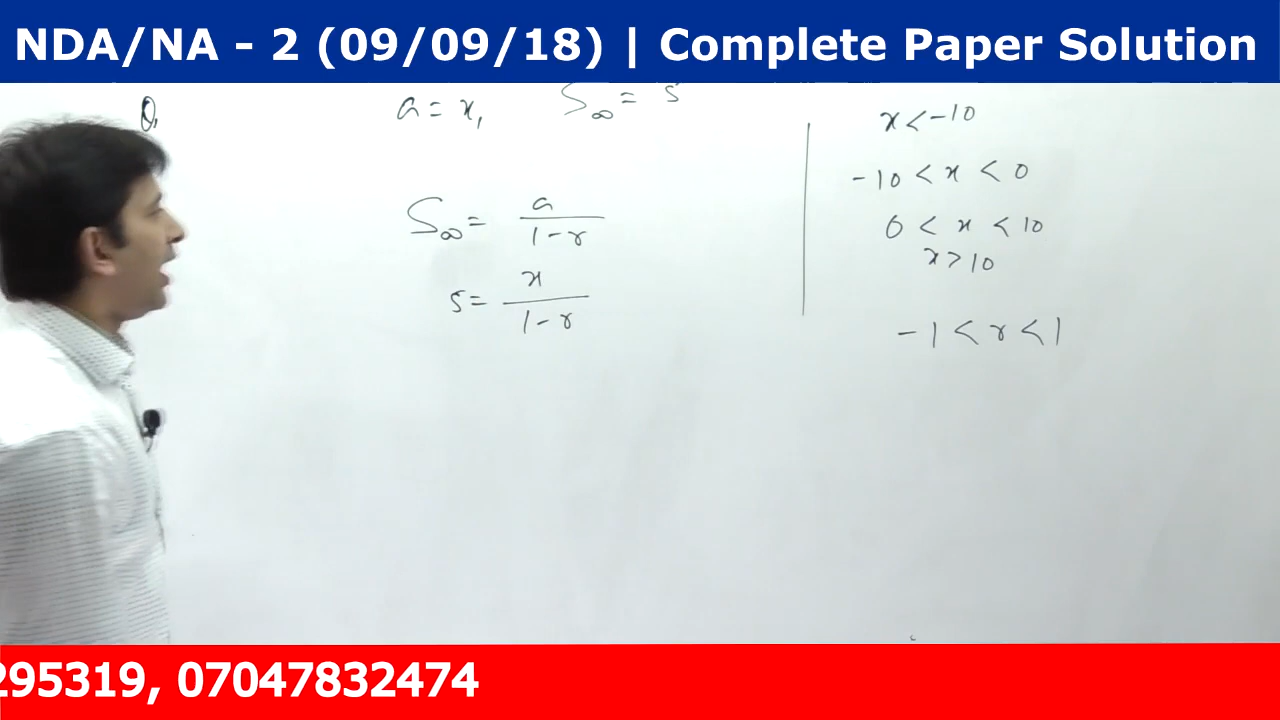 NDA/NA - 2 (09/09/18) | Complete Paper Solution
Q.
a = x, S∞ = 5
S∞ = a / 1-r
5 = x / 1-r
x < -10
-10 < x < 0
0 < x < 10
x > 10
-1 < r < 1
295319, 07047832474